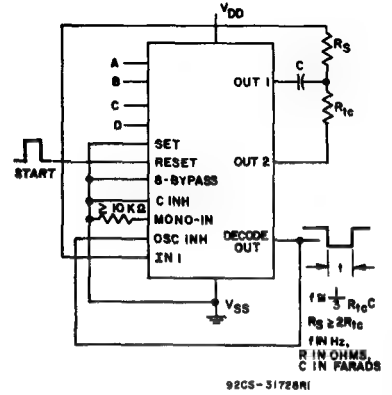 VDD
RS
A
B
C
D
OUT 1
C
Rtc
SET
RESET
START
8-BYPASS
OUT 2
C INH
≥ 10 KΩ
MONO-IN
OSC INH
IN 1
DECODE
OUT
t
VSS
f ≅ 1/3 RtcC
RS ≥ 2Rtc
f IN Hz,
R IN OHMS,
C IN FARADS
92CS-31728R1